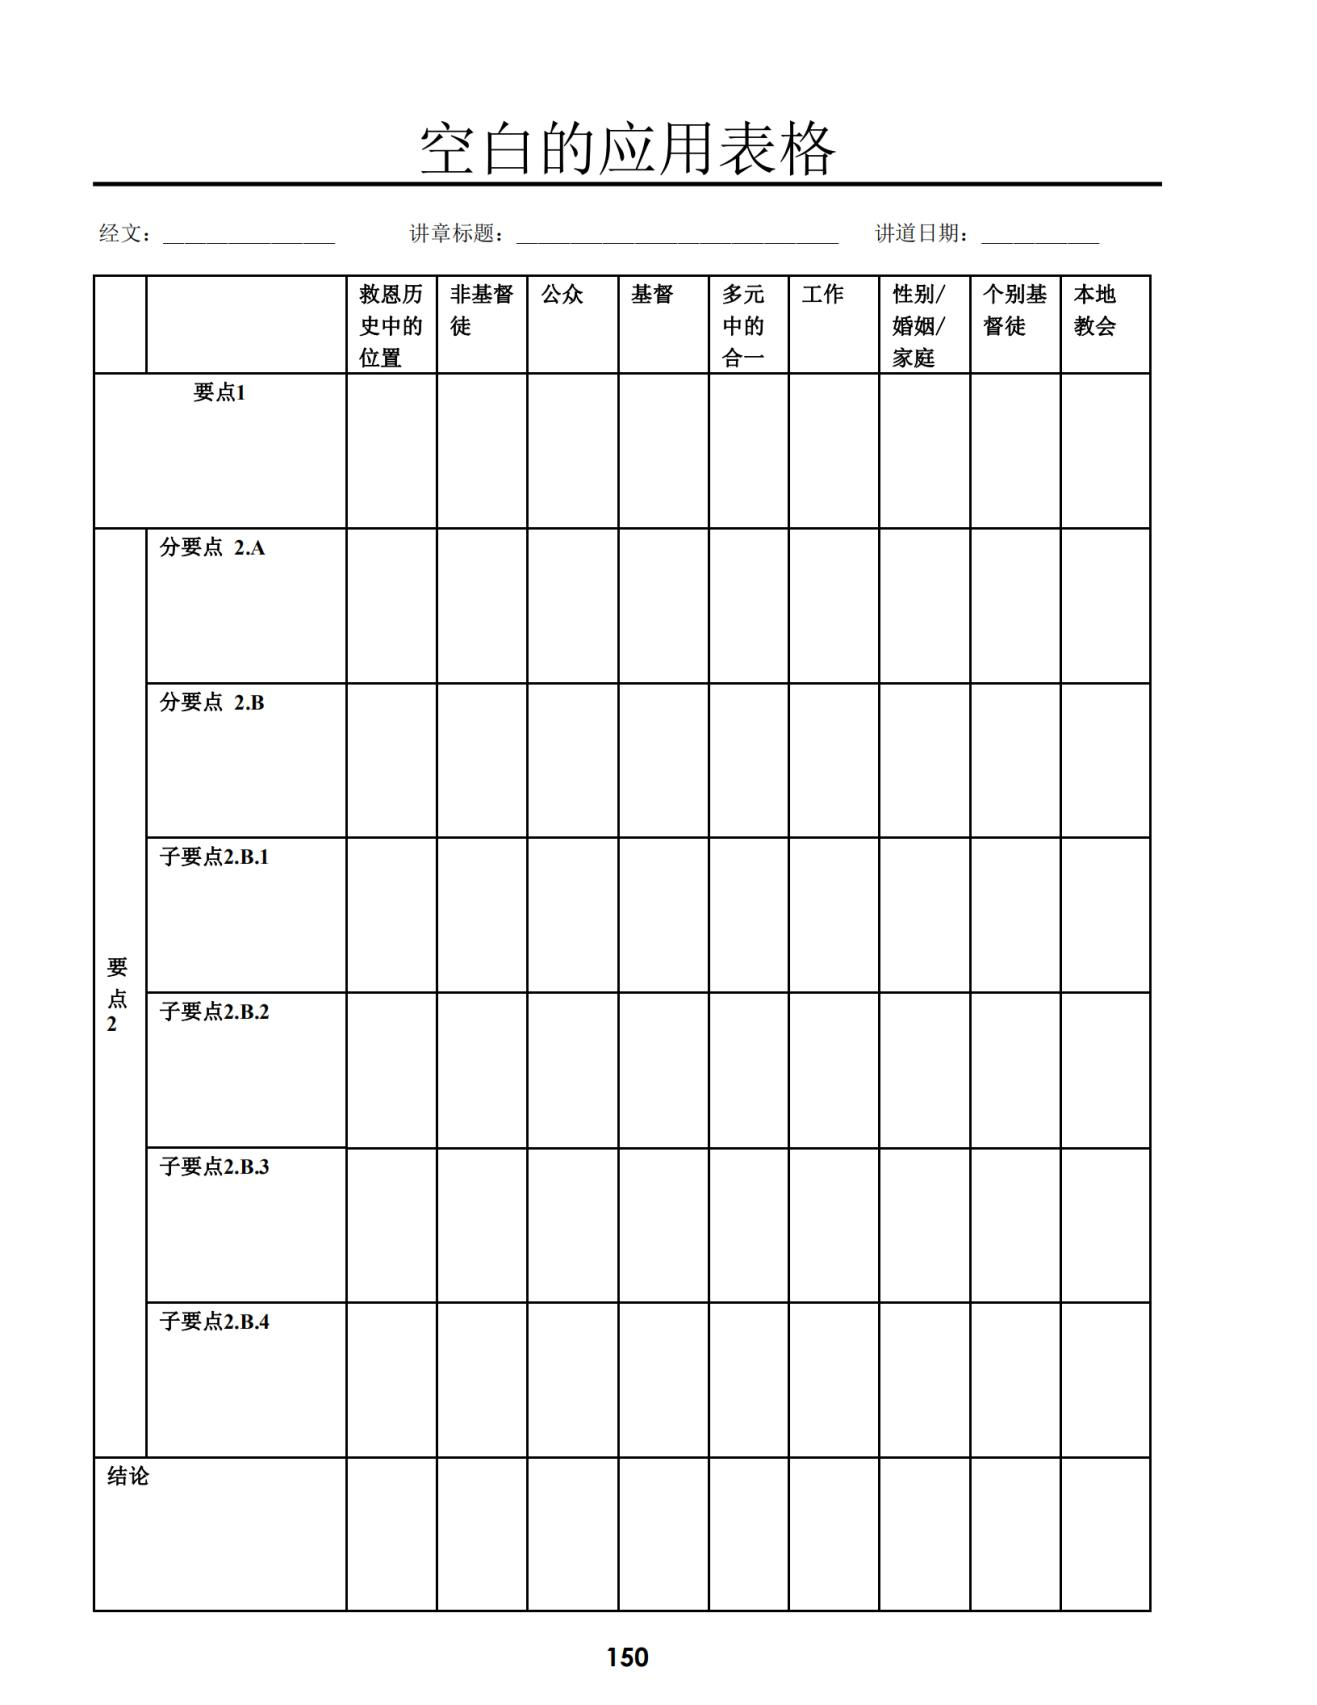 空白的应用表格
经文：________________ 讲章标题：______________________________ 讲道日期：___________
救恩历史中的位置 非基督徒 公众 基督 多元中的合一 工作 性别/婚姻/家庭 个别基督徒 本地教会
要点1
要点2
分要点 2.A
分要点 2.B
子要点2.B.1
子要点2.B.2
子要点2.B.3
子要点2.B.4
结论
150